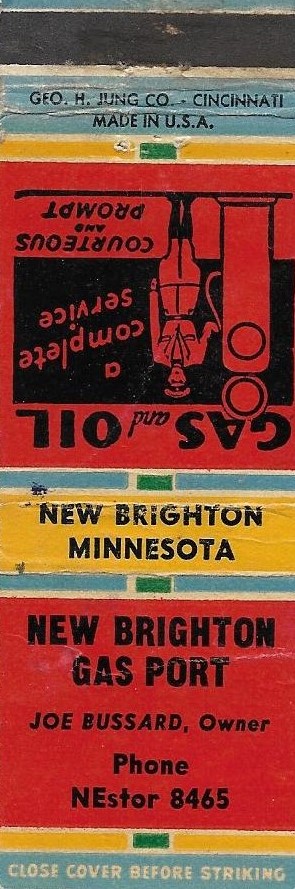 GEO. H. JUNG CO. - CINCINNATI
MADE IN U.S.A.
GAS and OIL
a
complete
service
COURTEOUS
AND
PROMPT
NEW BRIGHTON
MINNESOTA
NEW BRIGHTON
GAS PORT
JOE BUSSARD, Owner
Phone
NEstor 8465
CLOSE COVER BEFORE STRIKING